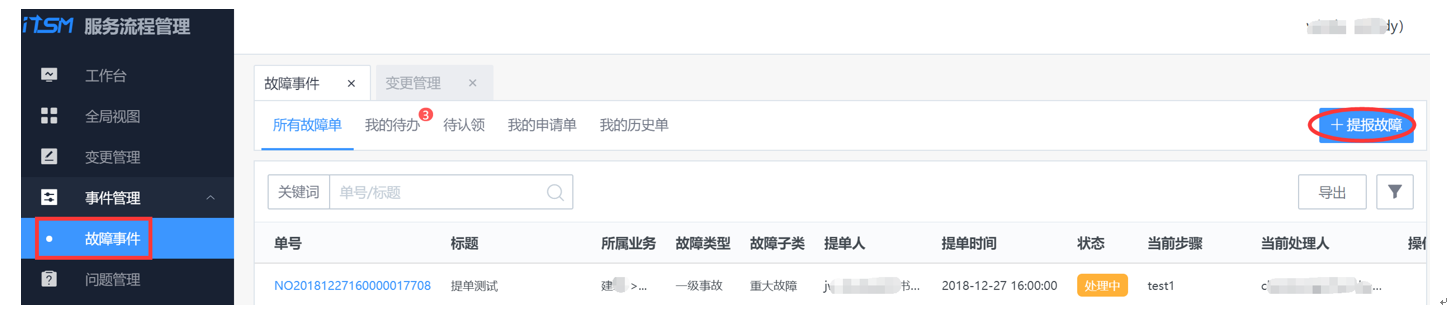 iTSM 服务流程管理
dy)
工作台
全局视图
变更管理
事件管理
故障事件
问题管理
故障事件 × 变更管理 ×
所有故障单 我的待办 3 待认领 我的申请单 我的历史单 + 提报故障
关键词 单号/标题 导出
单号 标题 所属业务 故障类型 故障子类 提单人 提单时间 状态 当前步骤 当前处理人
NO20181227160000017708 提单测试 建 >... 一级事故 重大故障 书... 2018-12-27 16:00:00 处理中 test1 c ...